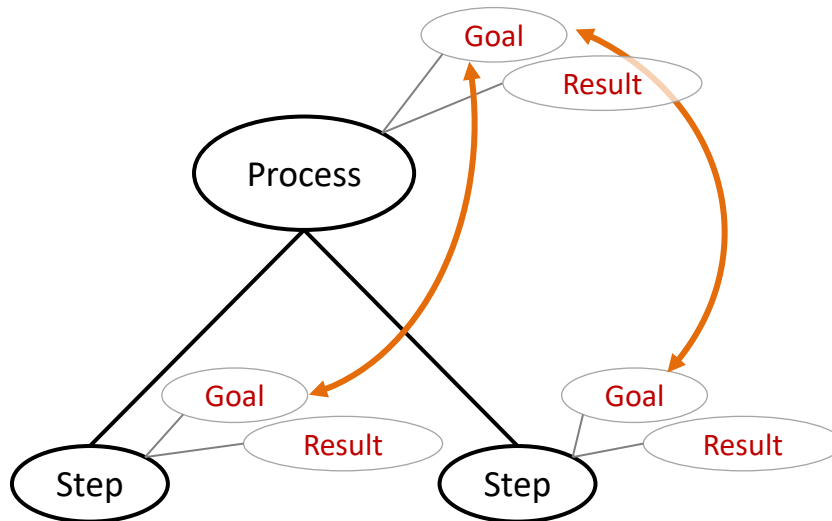 Goal
Result
Process
Goal
Result
Step
Goal
Result
Step